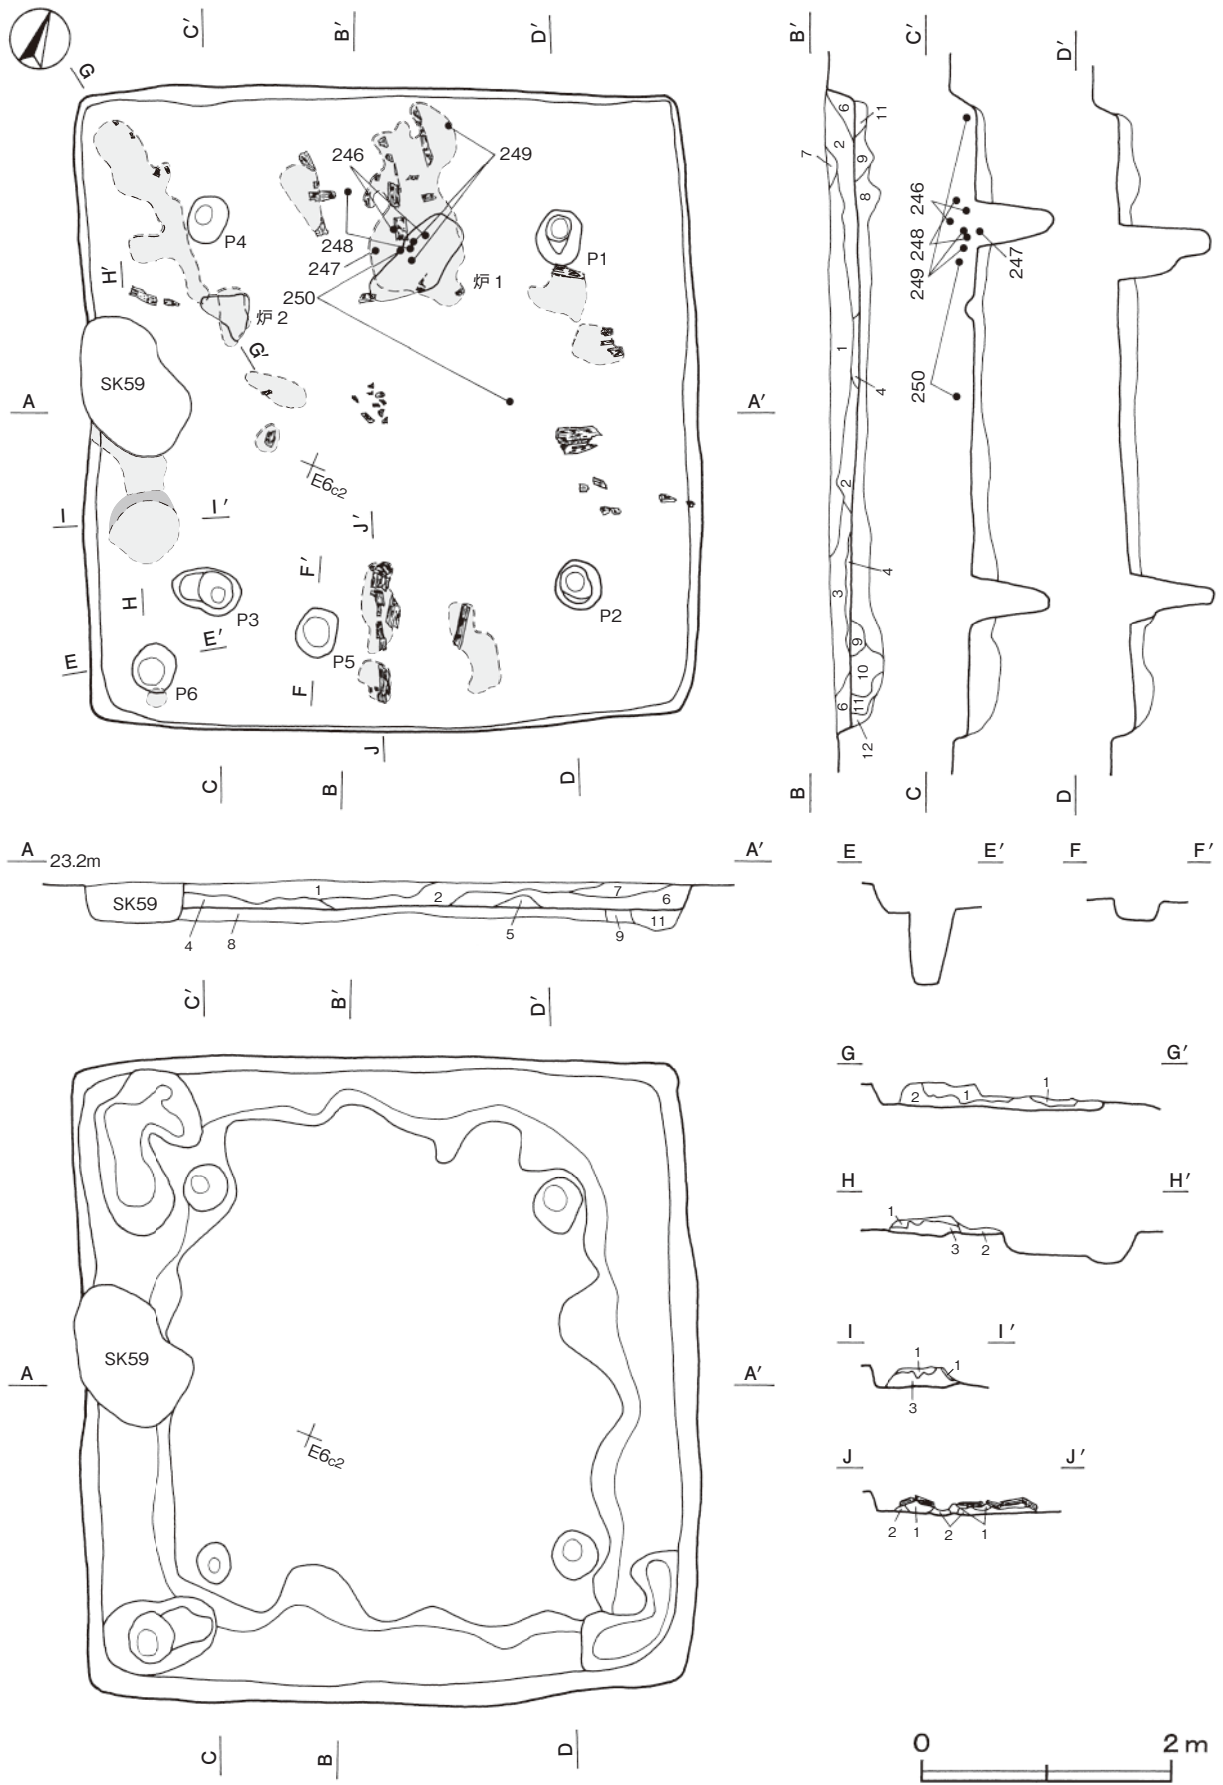 C′
B′
D′
G
246
249
248
247
250
P4
P1
H′
炉 1
炉 2
G′
SK59
A
A′
E6c2
I
I′
J′
F′
H
P3
E′
P5
P2
E
P6
F
J
C
B
D
B′
C′
D′
6
11
2
7
9
8
246
248
249
247
1
4
250
2
4
3
9
10
6
11
12
B
C
D
A
23.2m
A′
SK59
1
2
7
6
4
8
5
9
11
E
E′
F
F′
C′
B′
D′
G
G′
2
1
1
H
H′
1
3
2
SK59
A
A′
E6c2
I
I′
1
1
3
J
J′
2
1
2
1
C
B
D
0
2 m